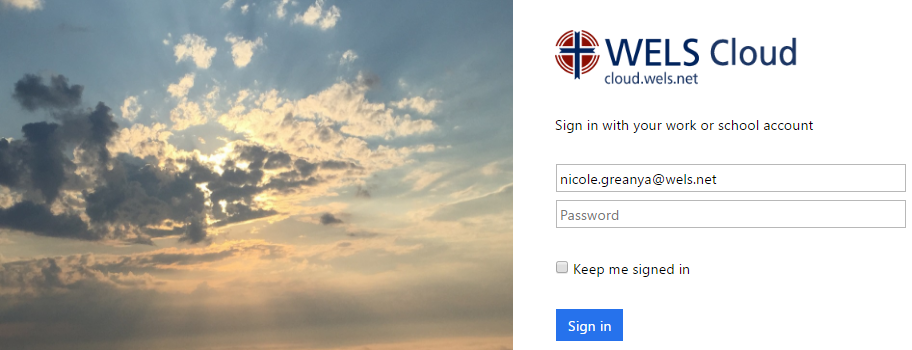 WELS Cloud
cloud.wels.net
Sign in with your work or school account
nicole.greanya@wels.net
Password
Keep me signed in
Sign in